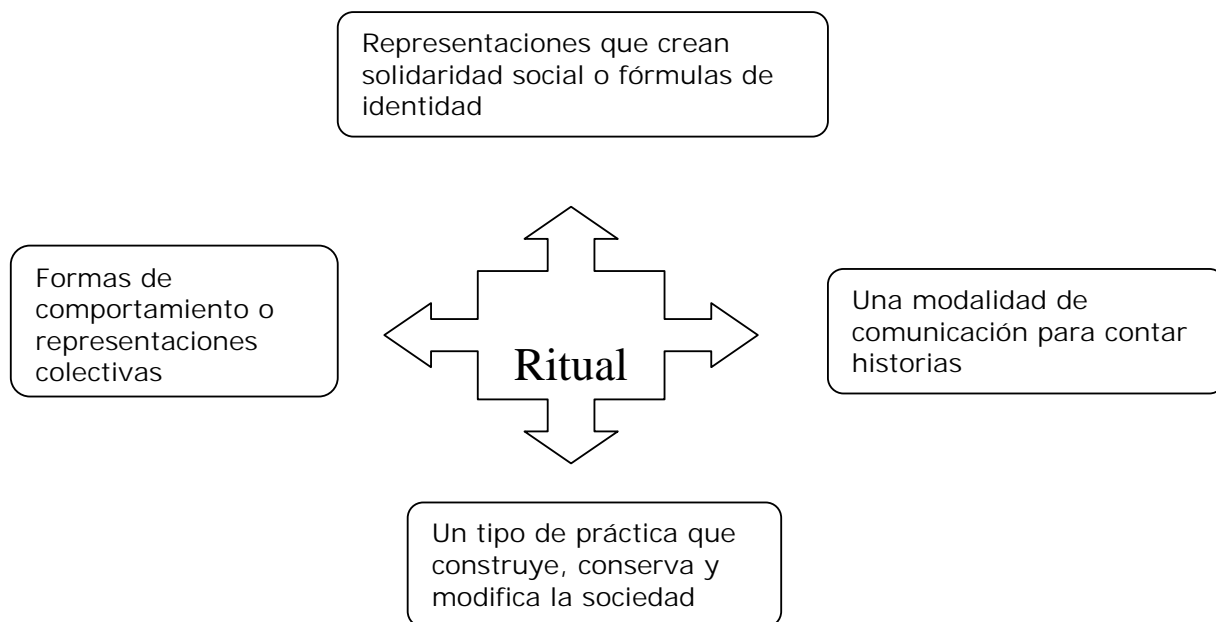 Representaciones que crean
solidaridad social o fórmulas de
identidad
Formas de
comportamiento o
representaciones
colectivas
Ritual
Una modalidad de
comunicación para contar
historias
Un tipo de práctica que
construye, conserva y
modifica la sociedad